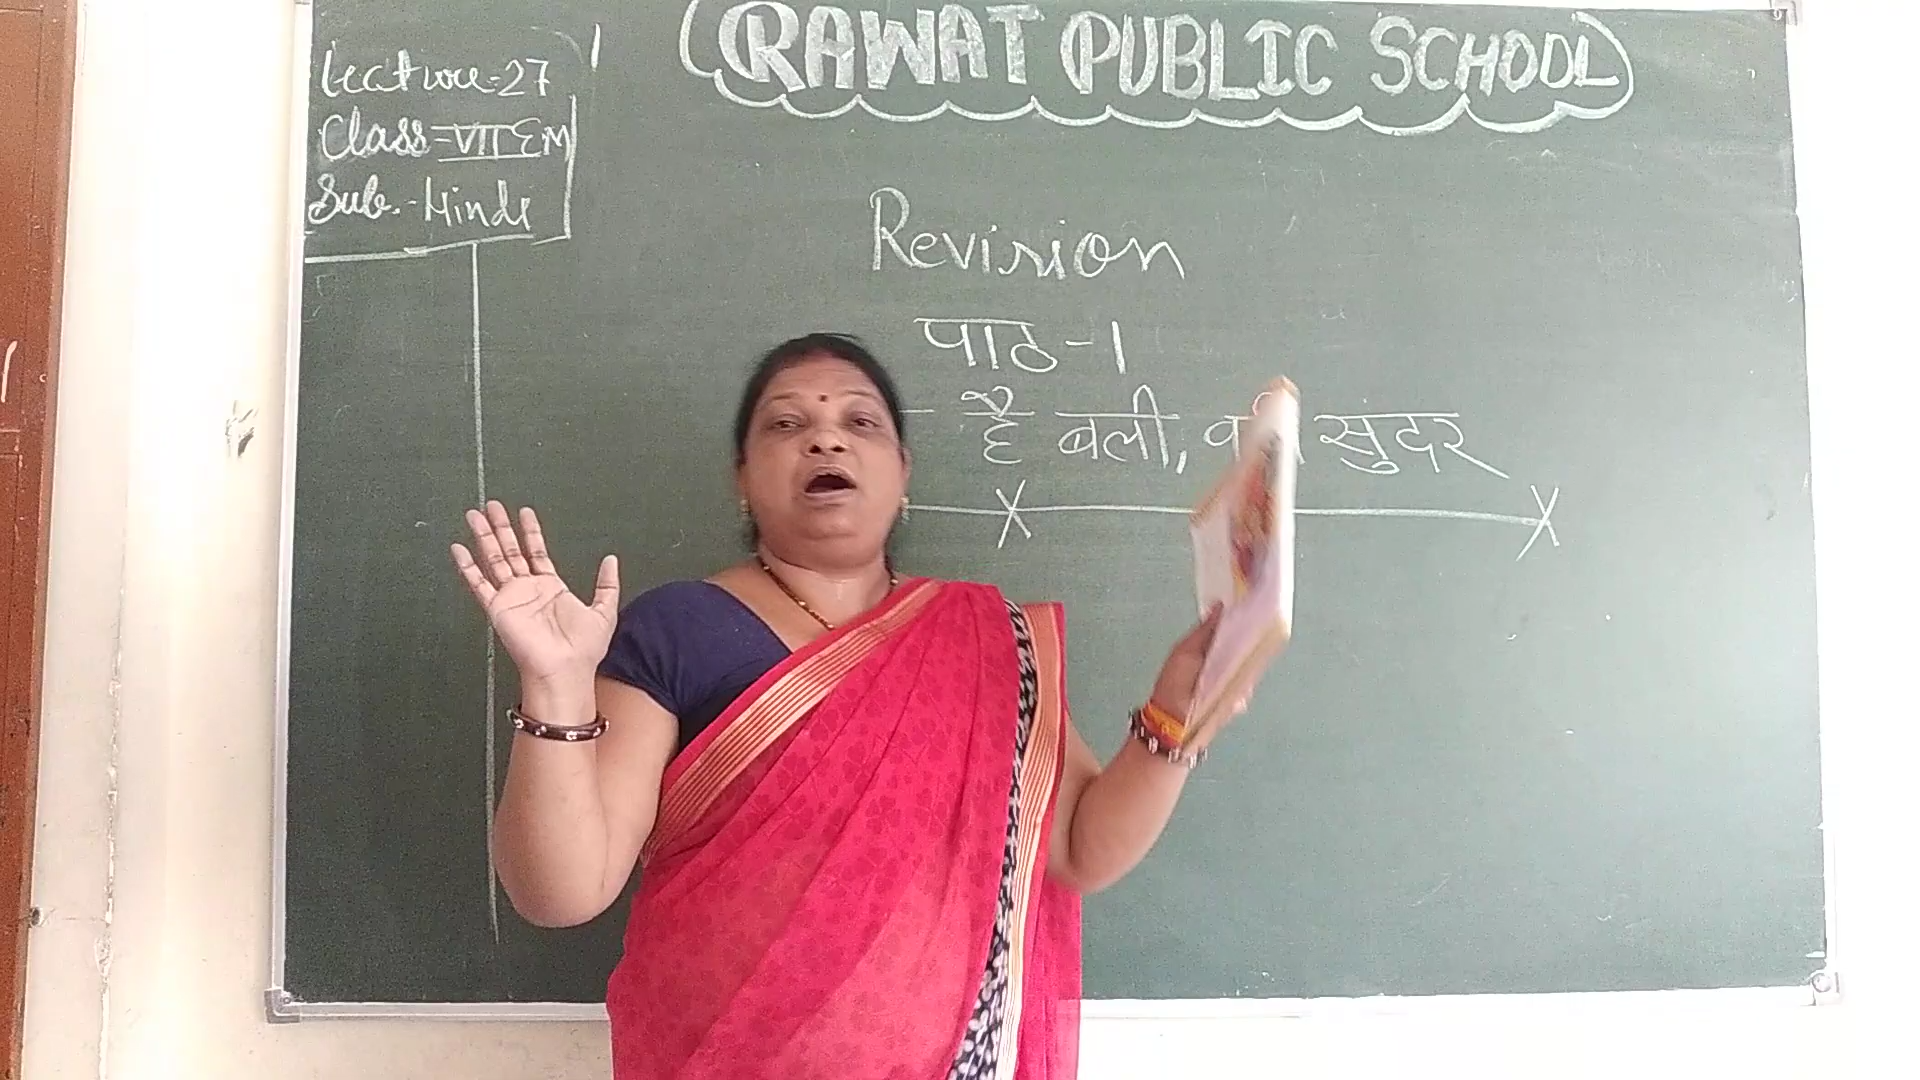 RAWAT PUBLIC SCHOOL
Lecture-27
Class-VII EM
Sub.-Hindi
Revision
पाठ-1
है बली, सुदर